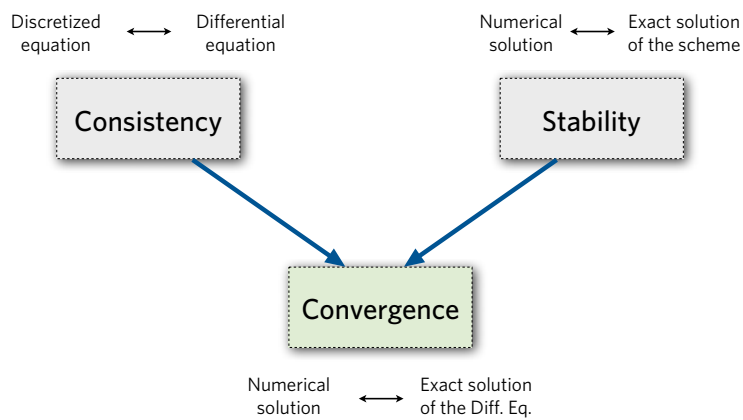 Discretized equation
Differential equation
Numerical solution
Exact solution of the scheme
Consistency
Stability
Convergence
Numerical solution
Exact solution of the Diff. Eq.